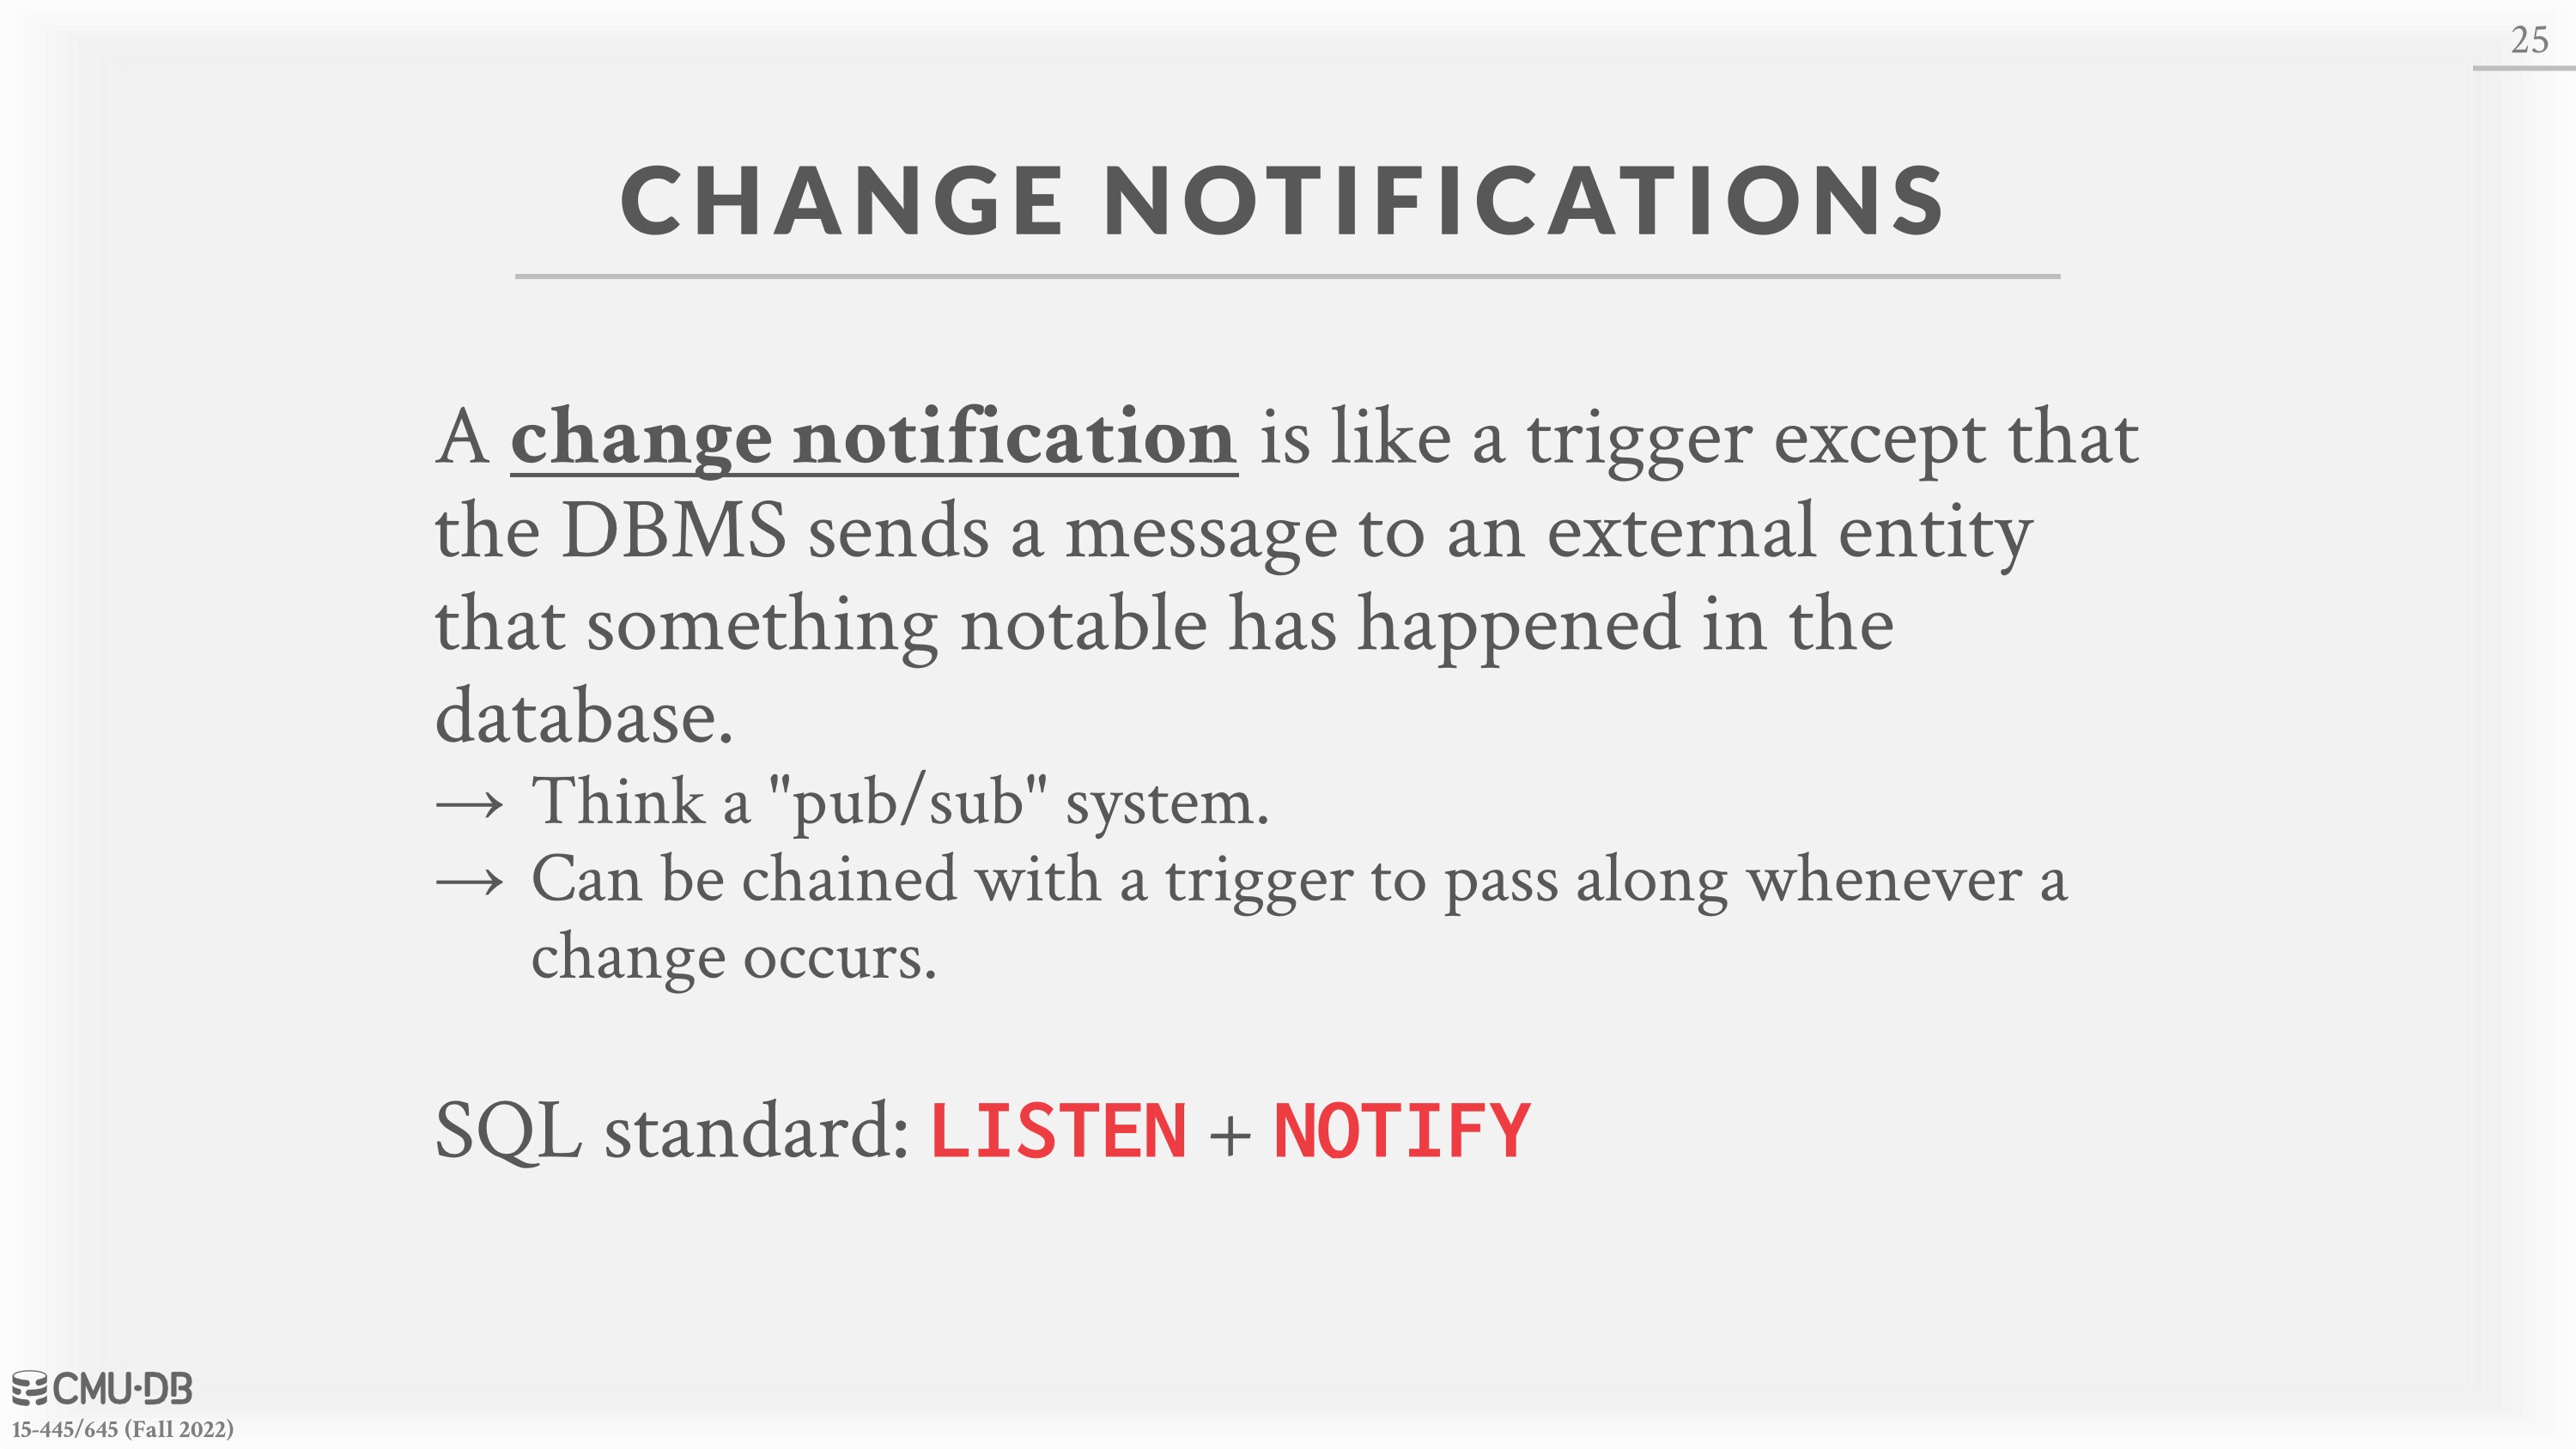 25
CHANGE NOTIFICATIONS
A change notification is like a trigger except that
the DBMS sends a message to an external entity
that something notable has happened in the
database.
→ Think a "pub/sub" system.
→ Can be chained with a trigger to pass along whenever a
change occurs.
SQL standard: LISTEN + NOTIFY
CMU·DB
15-445/645 (Fall 2022)